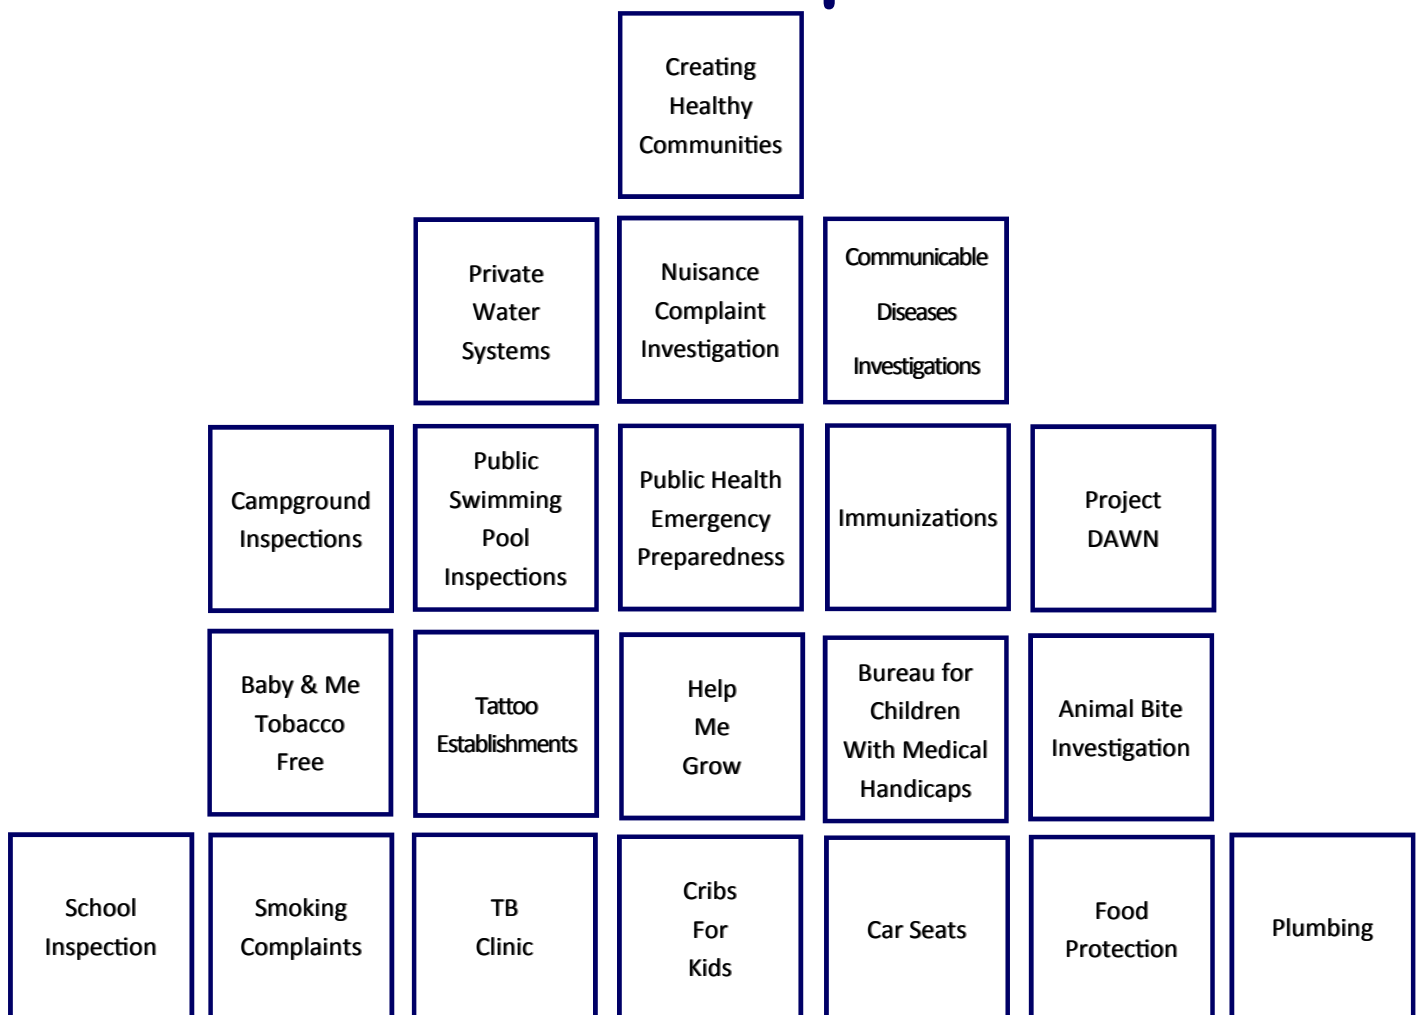 Creating
Healthy
Communities
Private
Water
Systems
Nuisance
Complaint
Investigation
Communicable
Diseases
Investigations
Campground
Inspections
Public
Swimming
Pool
Inspections
Public Health
Emergency
Preparedness
Immunizations
Project
DAWN
Baby & Me
Tobacco
Free
Tattoo
Establishments
Help
Me
Grow
Bureau for
Children
With Medical
Handicaps
Animal Bite
Investigation
School
Inspection
Smoking
Complaints
TB
Clinic
Cribs
For
Kids
Car Seats
Food
Protection
Plumbing